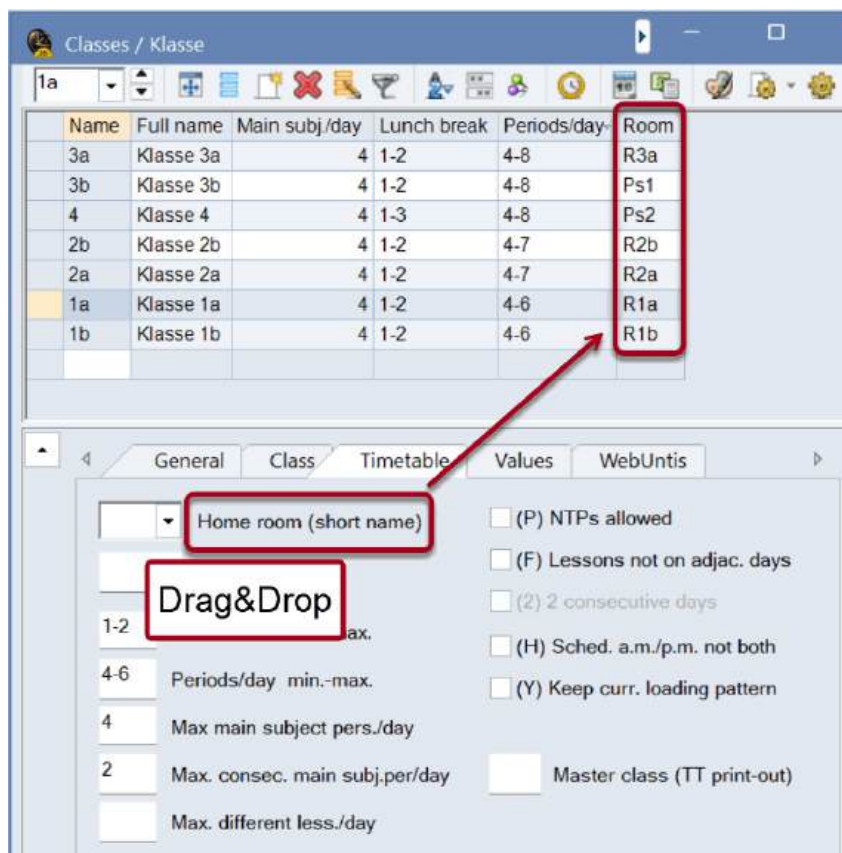 Classes / Klasse
1a
Name Full name Main subj./day Lunch break Periods/day- Room
3a Klasse 3a 4 1-2 4-8 R3a
3b Klasse 3b 4 1-2 4-8 Ps1
4 Klasse 4 4 1-3 4-8 Ps2
2b Klasse 2b 4 1-2 4-7 R2b
2a Klasse 2a 4 1-2 4-7 R2a
1a Klasse 1a 4 1-2 4-6 R1a
1b Klasse 1b 4 1-2 4-6 R1b
General Class Timetable Values WebUntis
Home room (short name) (P) NTPs allowed
(F) Lessons not on adjac. days
Drag&Drop (2) 2 consecutive days
1-2 max. (H) Sched. a.m./p.m. not both
4-6 Periods/day min.-max. (Y) Keep curr. loading pattern
4 Max main subject pers./day
2 Max. consec. main subj.per/day Master class (TT print-out)
Max. different less./day